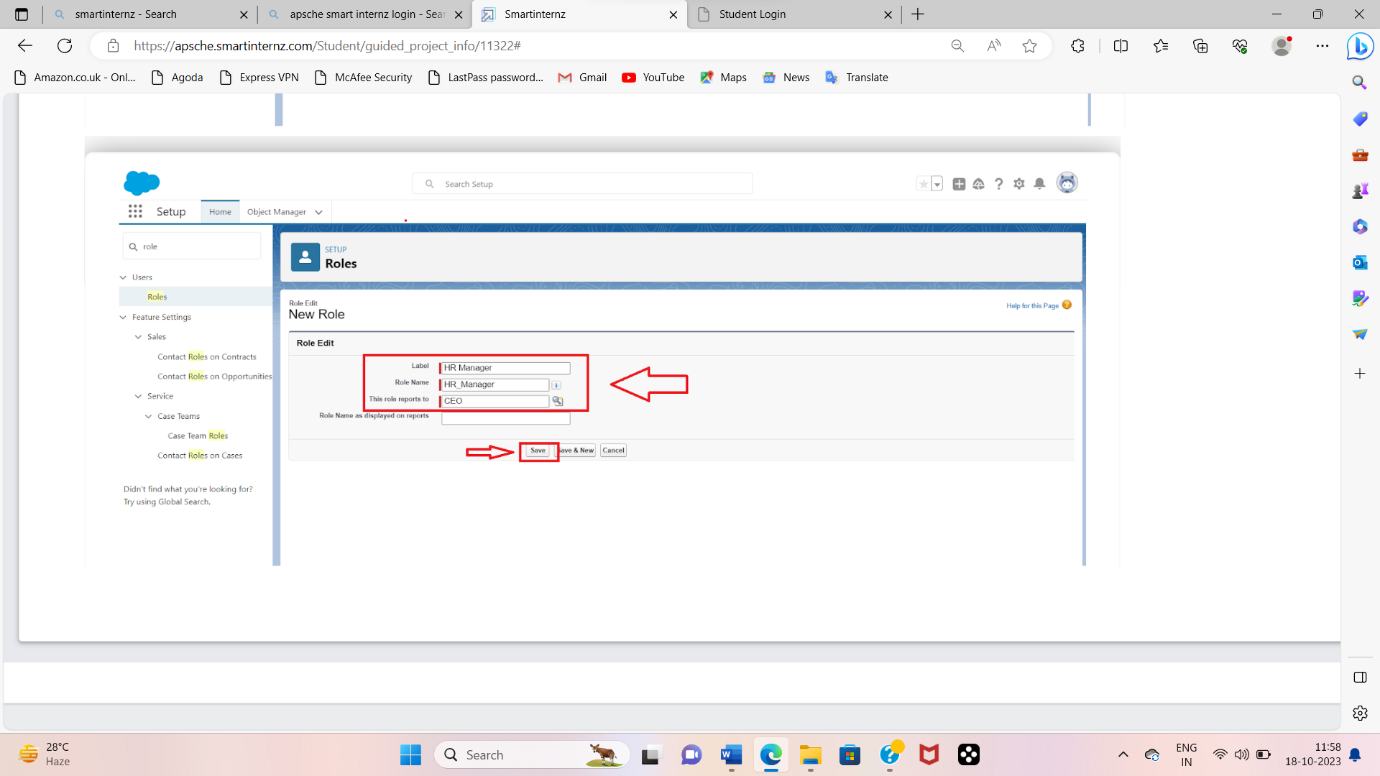 smartinternz - Search
apsche smart internz login - Sear
Smartinternz
Student Login
https://apsche.smartinternz.com/Student/guided_project_info/11322#
Amazon.co.uk - Onl...
Agoda
Express VPN
McAfee Security
LastPass password...
Gmail
YouTube
Maps
News
Translate
Search Setup
Setup
Home
Object Manager
role
SETUP
Roles
Users
Roles
Feature Settings
Sales
Contact Roles on Contracts
Contact Roles on Opportunities
Service
Case Teams
Case Team Roles
Contact Roles on Cases
Didn't find what you're looking for?
Try using Global Search.
Role Edit
New Role
Help for this Page
Role Edit
Label HR Manager
Role Name HR_Manager
This role reports to CEO
Role Name as displayed on reports
Save Save & New Cancel
28°C
Haze
Search
ENG
IN
11:58
18-10-2023